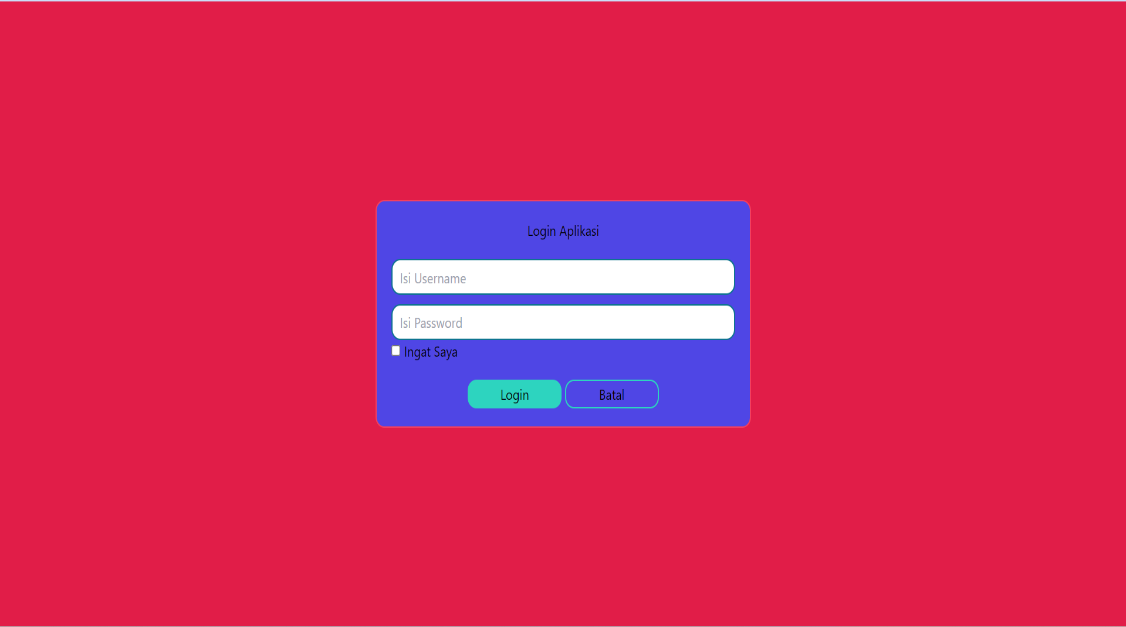 Login Aplikasi
Isi Username
Isi Password
Ingat Saya
Login Batal